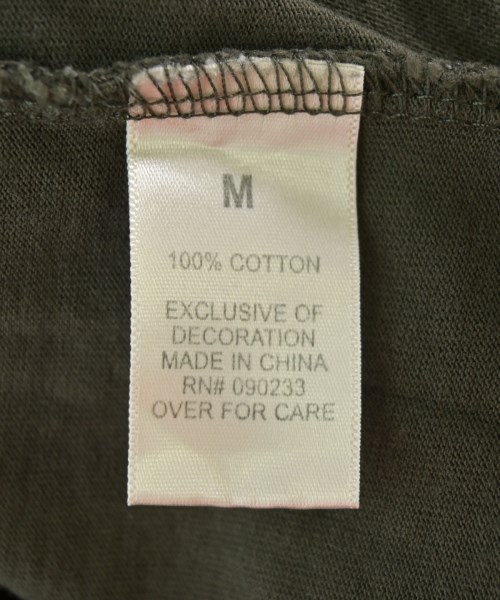 M
100% COTTON
EXCLUSIVE OF
DECORATION
MADE IN CHINA
RN# 090233
OVER FOR CARE